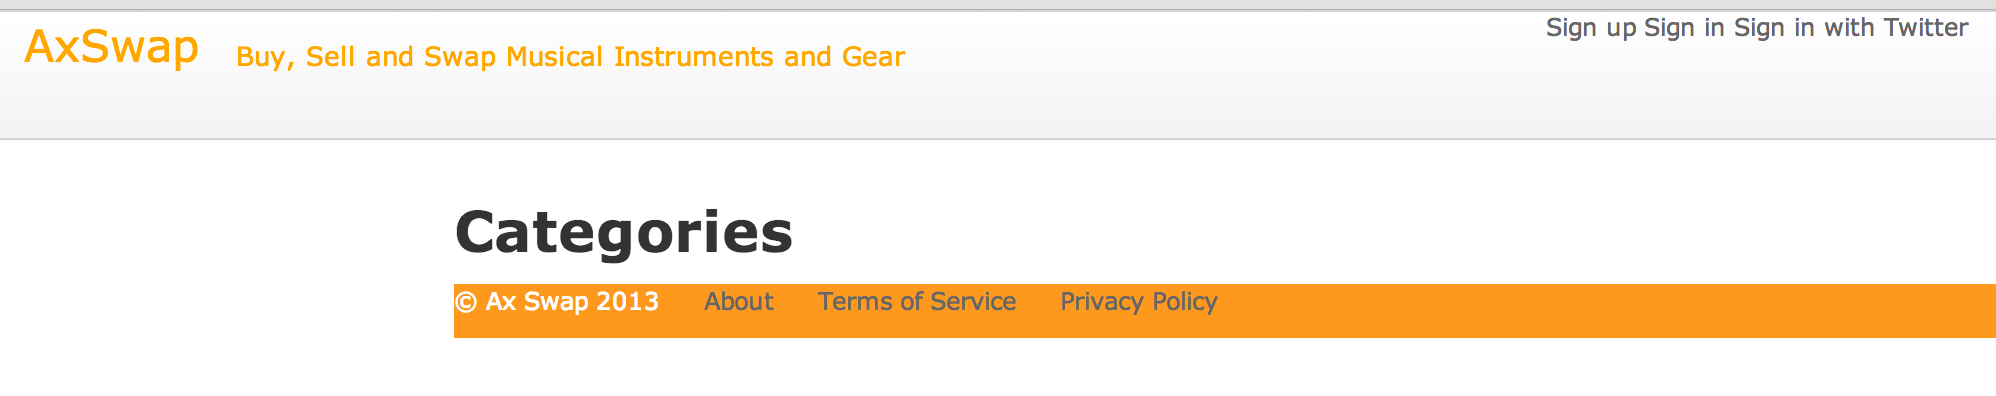 AxSwap Buy, Sell and Swap Musical Instruments and Gear Sign up Sign in Sign in with Twitter
Categories
© Ax Swap 2013 About Terms of Service Privacy Policy